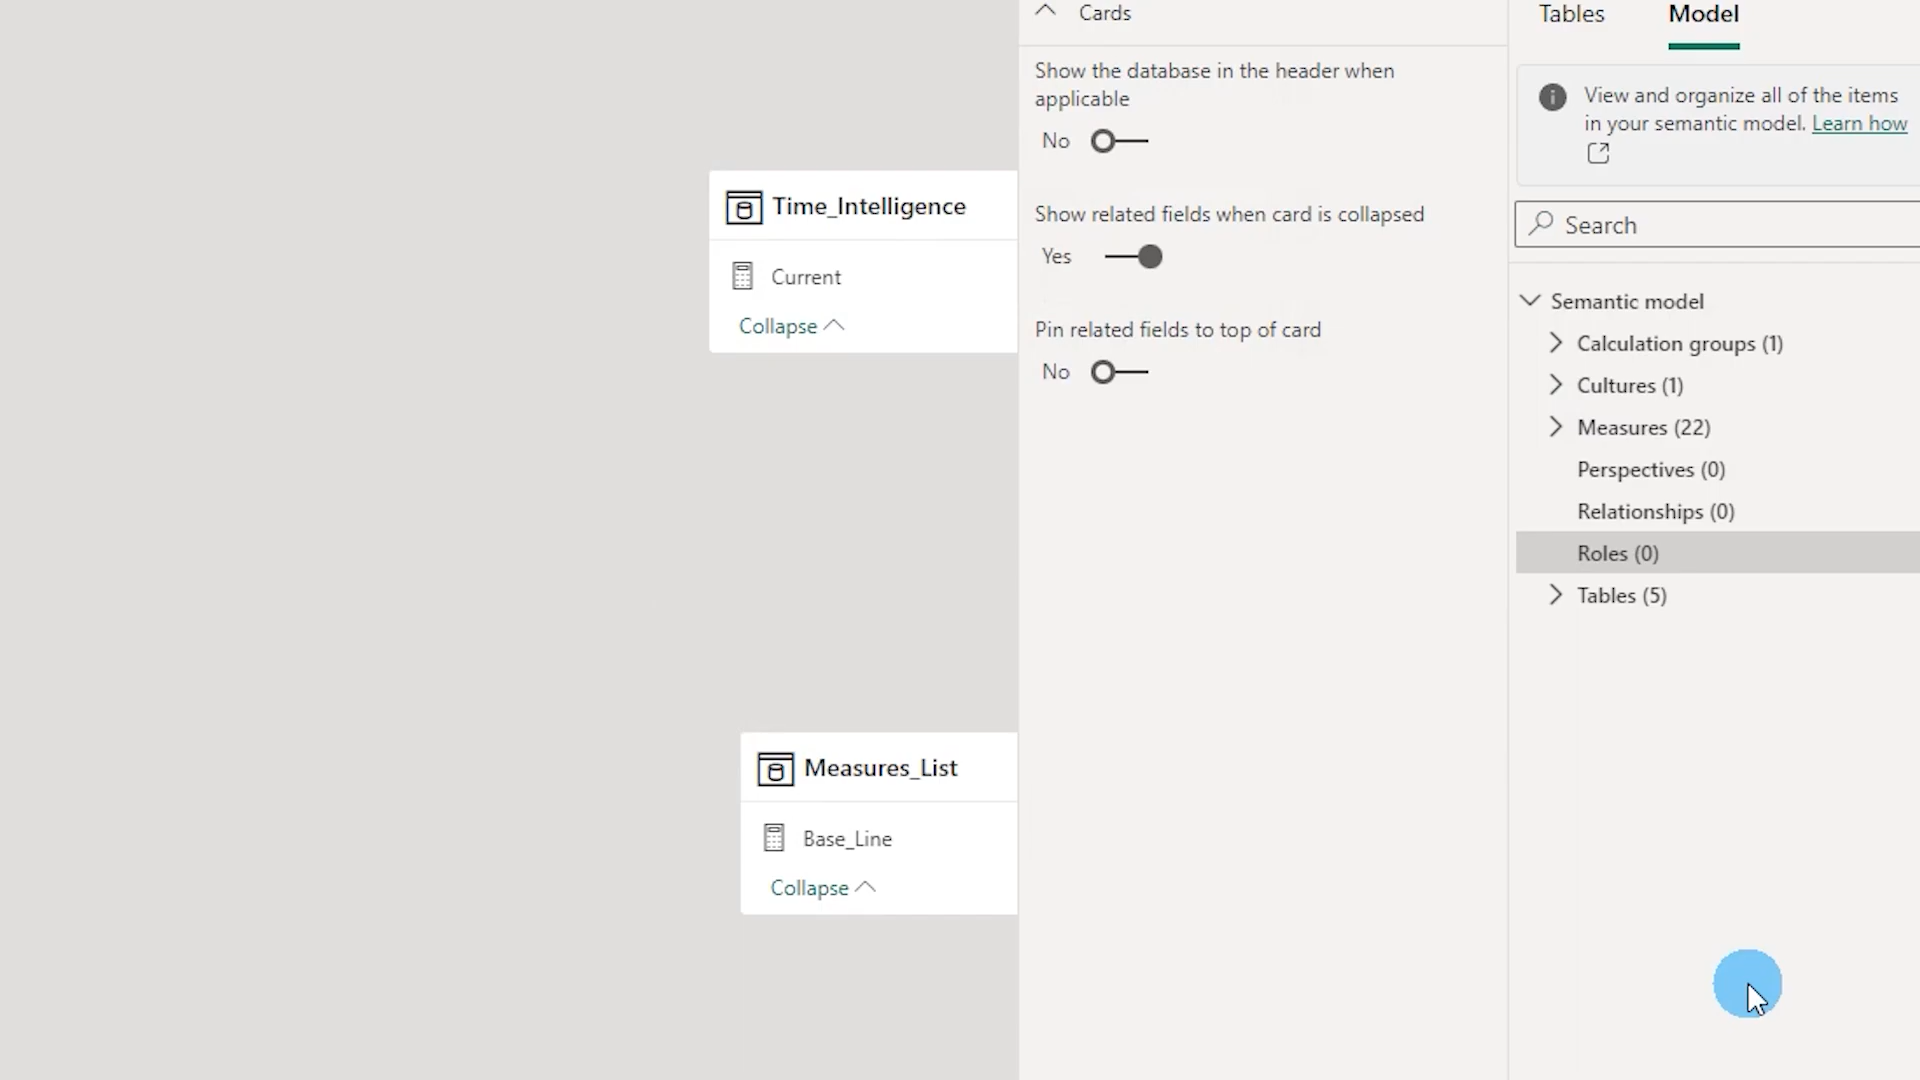 Cards
Show the database in the header when
applicable
No
Show related fields when card is collapsed
Yes
Pin related fields to top of card
No
Time_Intelligence
Current
Collapse
Measures_List
Base_Line
Collapse
Tables
Model
View and organize all of the items
in your semantic model. Learn how
Search
Semantic model
Calculation groups (1)
Cultures (1)
Measures (22)
Perspectives (0)
Relationships (0)
Roles (0)
Tables (5)